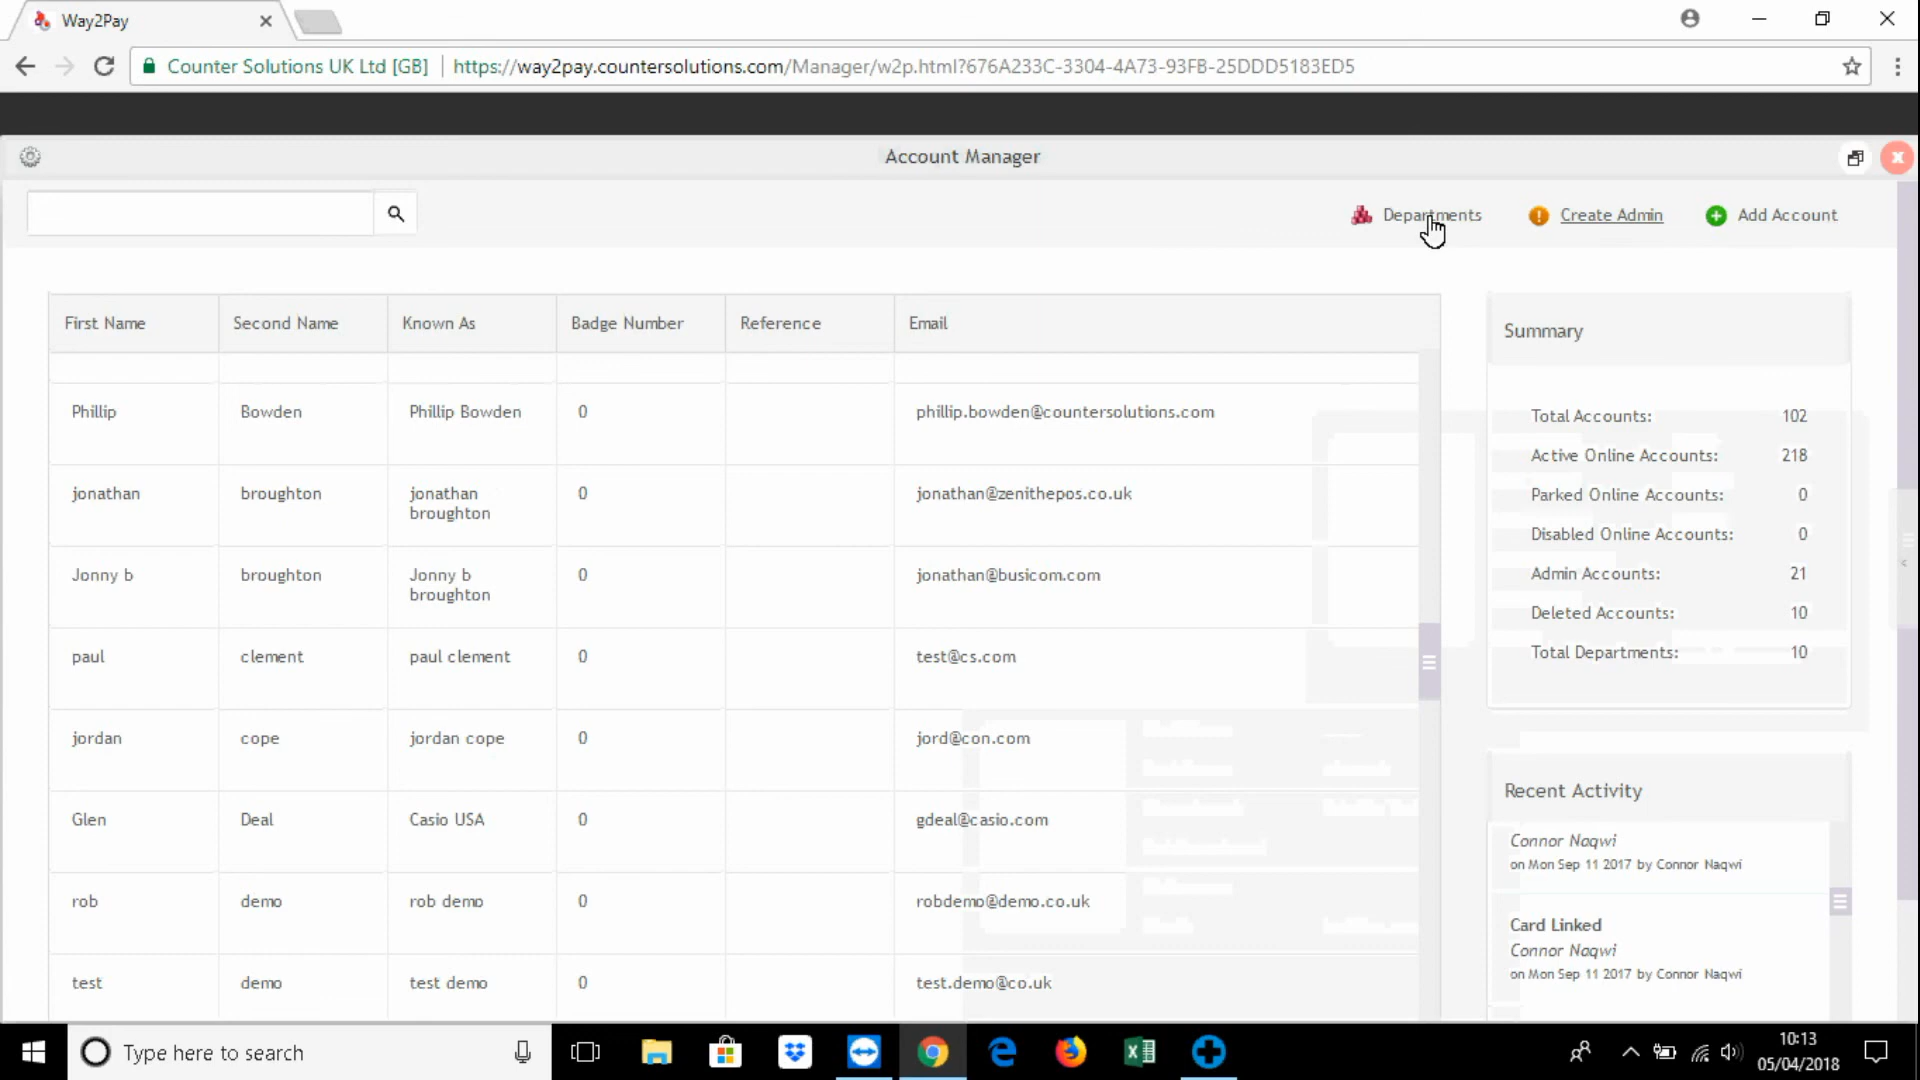 Way2Pay
Counter Solutions UK Ltd [GB] https://way2pay.countersolutions.com/Manager/w2p.html?676A233C-3304-4A73-93FB-25DDD5183ED5
Account Manager
Departments Create Admin Add Account
First Name Second Name Known As Badge Number Reference Email
Phillip Bowden Phillip Bowden 0 phillip.bowden@countersolutions.com
jonathan broughton jonathan broughton 0 jonathan@zenithepos.co.uk
Jonny b broughton Jonny b broughton 0 jonathan@busicom.com
paul clement paul clement 0 test@cs.com
jordan cope jordan cope 0 jord@con.com
Glen Deal Casio USA 0 gdeal@casio.com
rob demo rob demo 0 robdemo@demo.co.uk
test demo test demo 0 test.demo@co.uk
Summary
Total Accounts: 102
Active Online Accounts: 218
Parked Online Accounts: 0
Disabled Online Accounts: 0
Admin Accounts: 21
Deleted Accounts: 10
Total Departments: 10
Recent Activity
Connor Naqwi
on Mon Sep 11 2017 by Connor Naqwi
Card Linked
Connor Naqwi
on Mon Sep 11 2017 by Connor Naqwi
Type here to search
10:13
05/04/2018